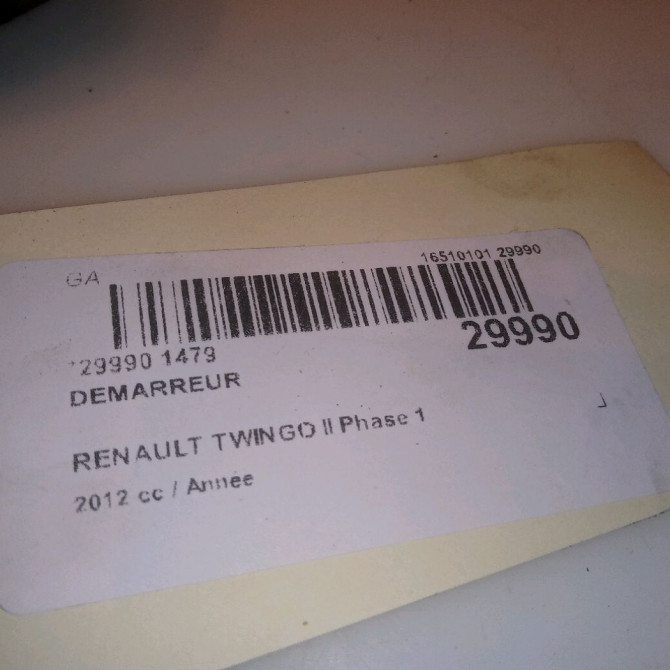 GA
16510101 29990
*29990 1479
29990
DEMARREUR
RENAULT TWINGO II Phase 1
2012 cc / Année